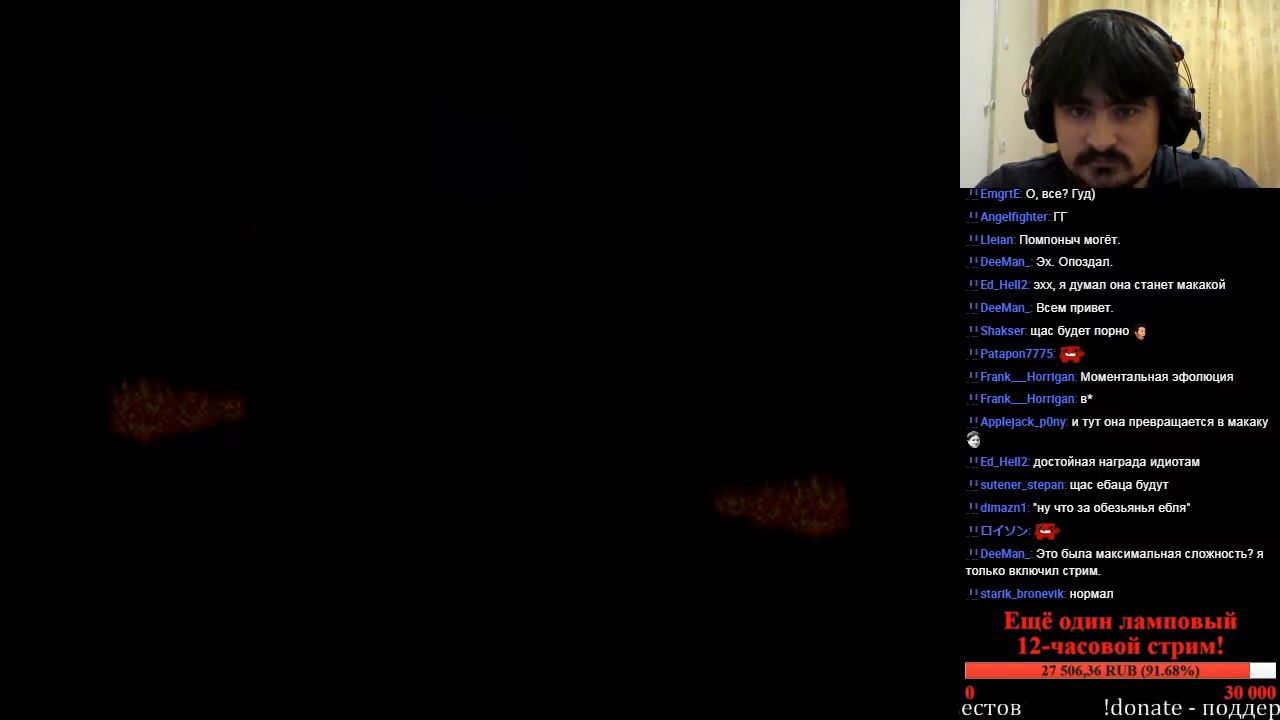 EmgrtE: О, все? Гуд)
Angelfighter: ГГ
Lleian: Помпоныч могёт.
DeeMan_: Эх. Опоздал.
Ed_Hell2: эхх, я думал она станет макакой
DeeMan_: Всем привет.
Shakser: щас будет порно
Patapon7775:
Frank___Horrigan: Моментальная эфолюция
Frank___Horrigan: в*
Applejack_p0ny: и тут она превращается в макаку
Ed_Hell2: достойная награда идиотам
sutener_stepan: щас ебаца будут
dimazn1: "ну что за обезьянья ебля"
ロイソン:
DeeMan_: Это была максимальная сложность? я
только включил стрим.
starik_bronevik: нормал
Ещё один ламповый
12-часовой стрим!
27 506,36 RUB (91.68%)
0 30 000
естов !donate - поддер